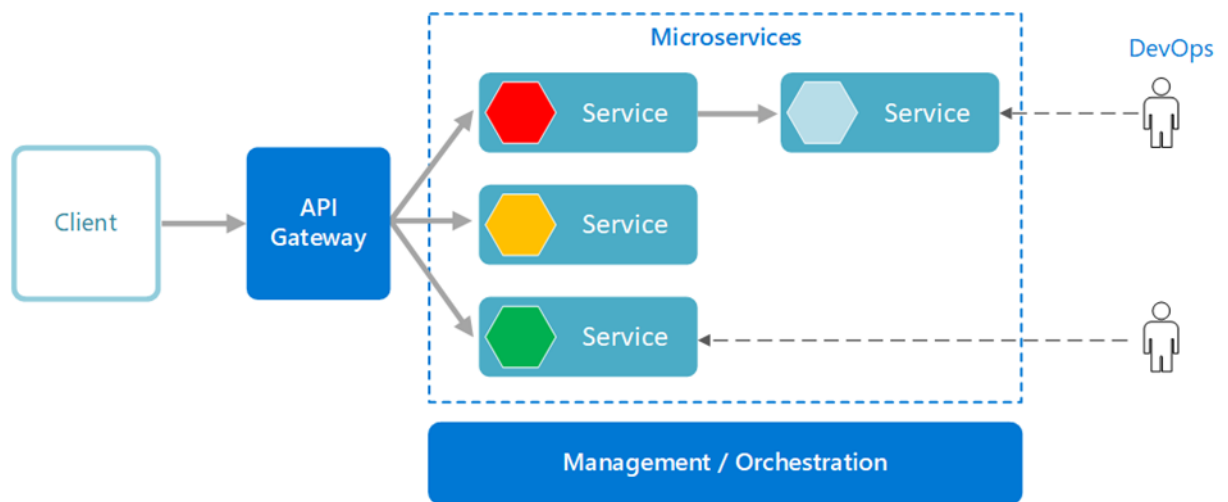 Microservices
DevOps
Service
Service
Client
API
Gateway
Service
Service
Management / Orchestration